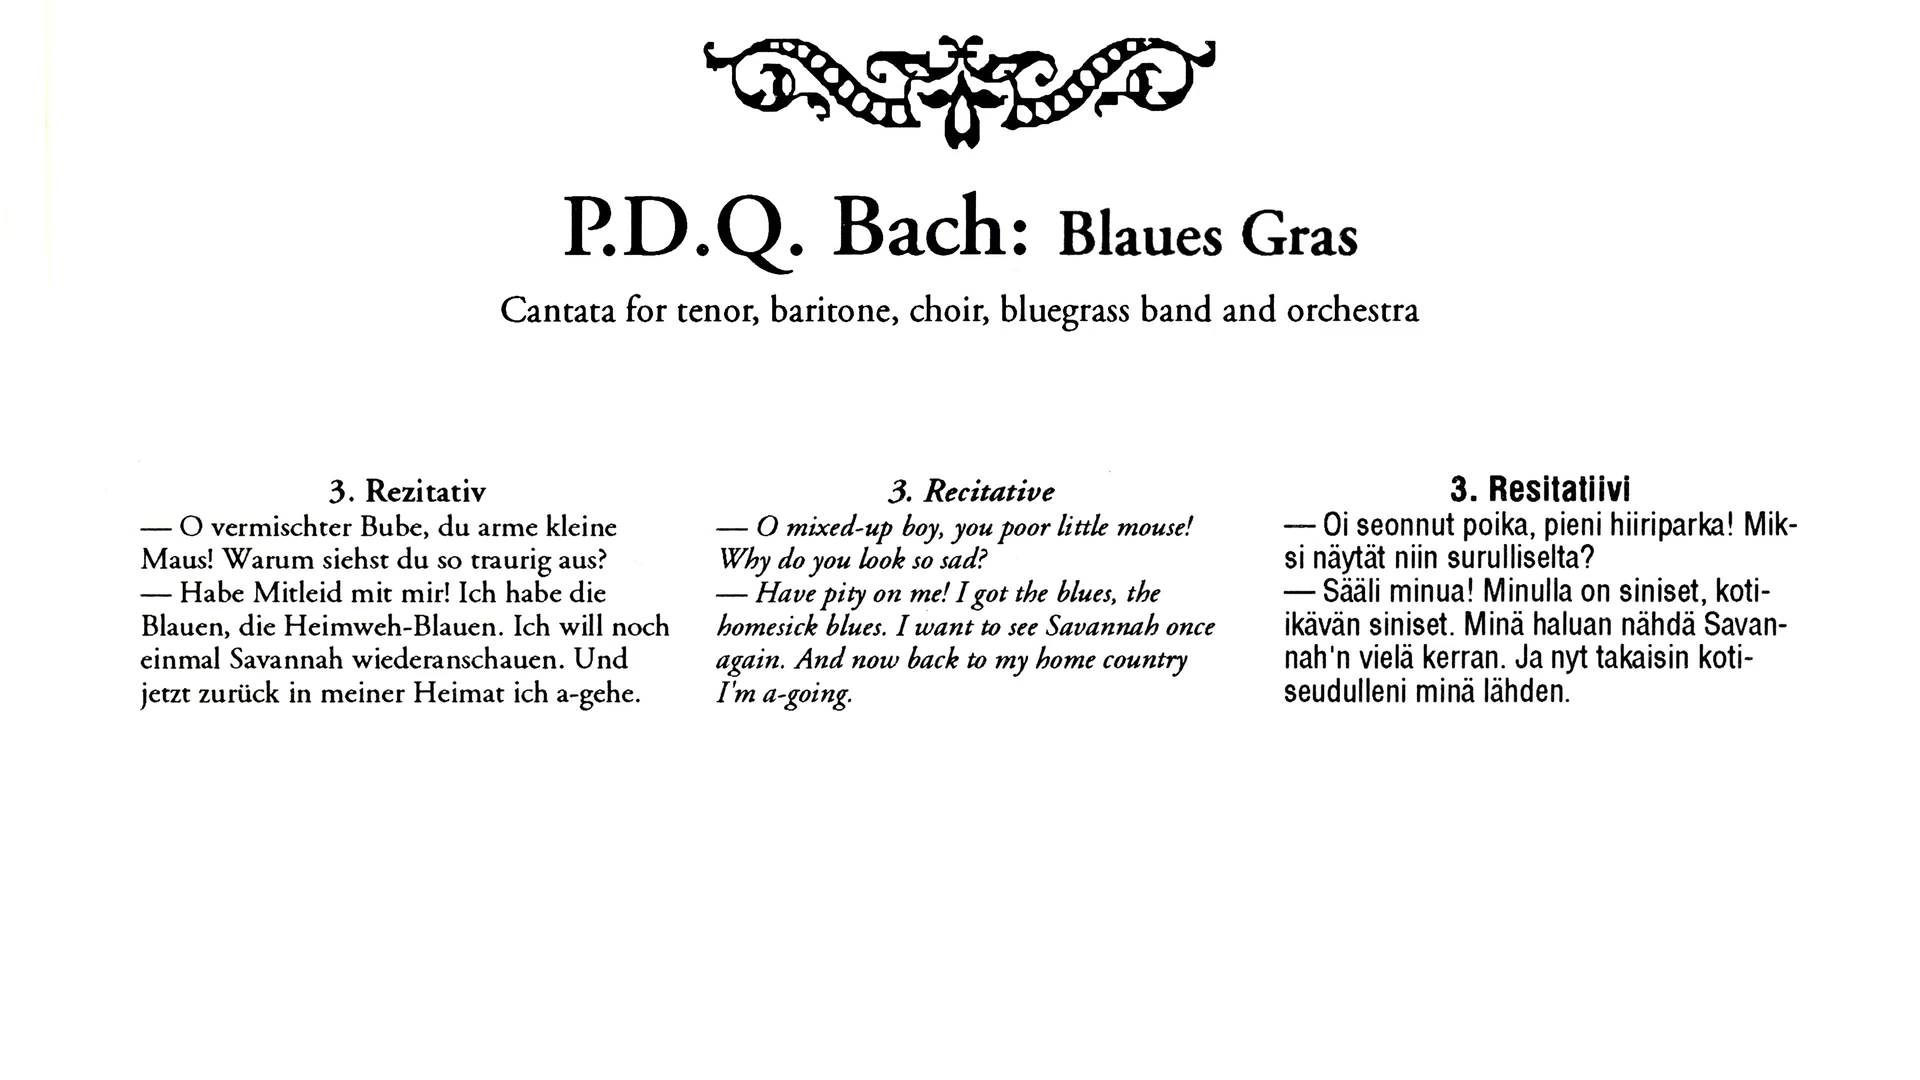 P.D.Q. Bach: Blaues Gras
Cantata for tenor, baritone, choir, bluegrass band and orchestra
3. Rezitativ
— O vermischter Bube, du arme kleine
Maus! Warum siehst du so traurig aus?
— Habe Mitleid mit mir! Ich habe die
Blauen, die Heimweh-Blauen. Ich will noch
einmal Savannah wiederanschauen. Und
jetzt zurück in meiner Heimat ich a-gehe.
3. Recitative
— O mixed-up boy, you poor little mouse!
Why do you look so sad?
— Have pity on me! I got the blues, the
homesick blues. I want to see Savannah once
again. And now back to my home country
I'm a-going.
3. Resitatiivi
— Oi seonnut poika, pieni hiiriparka! Mik-
si näytät niin surulliselta?
— Sääli minua! Minulla on siniset, koti-
ikävän siniset. Minä haluan nähdä Savan-
nah'n vielä kerran. Ja nyt takaisin koti-
seudulleni minä lähden.